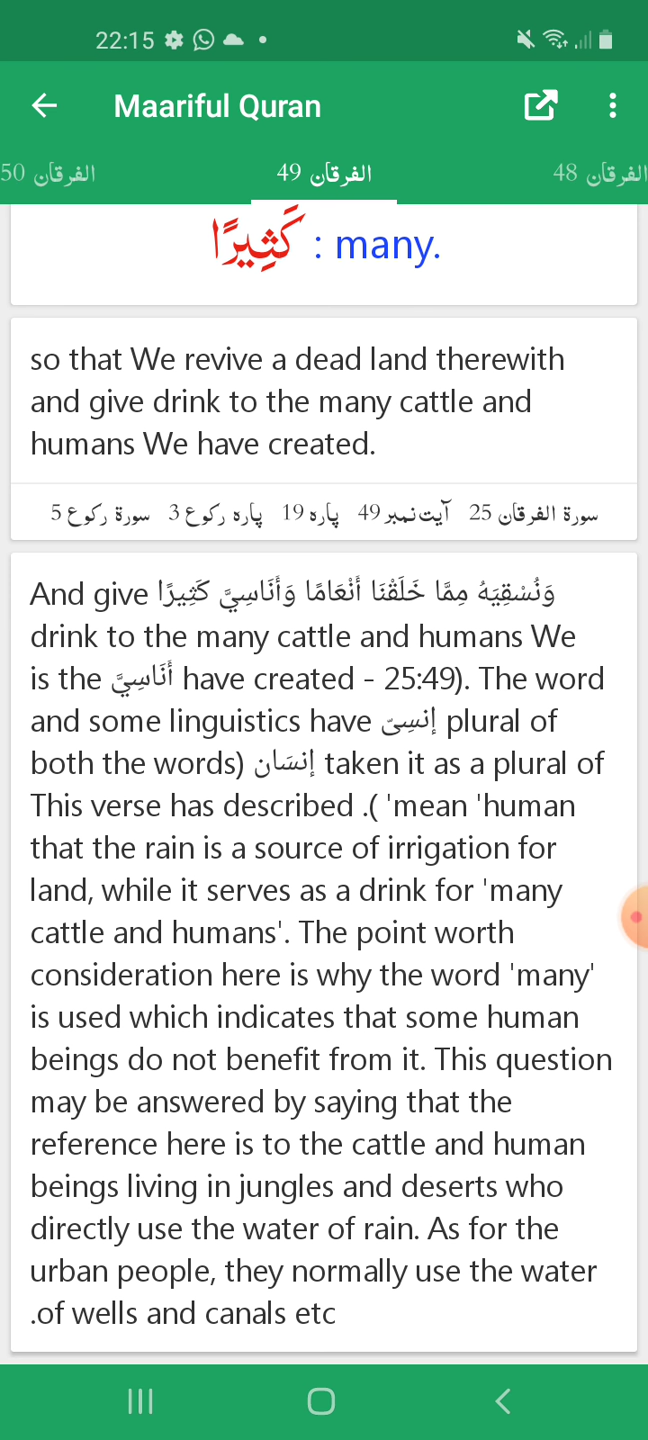 22:15
Maariful Quran
الفرقان 50 الفرقان 49 الفرقان 48
كَثِيرًا : many.
so that We revive a dead land therewith
and give drink to the many cattle and
humans We have created.
سورۃ الفرقان 25 آیت نمبر 49 پارہ 19 پارہ رکوع 3 سورۃ رکوع 5
And give وَنُسْقِيَهُ مِمَّا خَلَقْنَا أَنْعَامًا وَأَنَاسِيَّ كَثِيرًا
drink to the many cattle and humans We
is the أَنَاسِيَّ have created - 25:49). The word
and some linguistics have إنسِیّ plural of
both the words) إنسَان taken it as a plural of
This verse has described .( 'mean 'human
that the rain is a source of irrigation for
land, while it serves as a drink for 'many
cattle and humans'. The point worth
consideration here is why the word 'many'
is used which indicates that some human
beings do not benefit from it. This question
may be answered by saying that the
reference here is to the cattle and human
beings living in jungles and deserts who
directly use the water of rain. As for the
urban people, they normally use the water
.of wells and canals etc